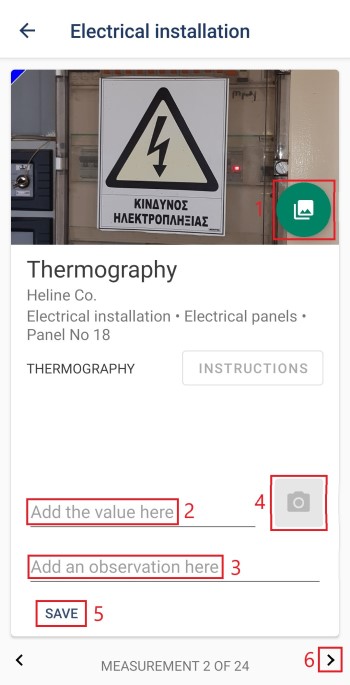 Electrical installation
ΚΙΝΔΥΝΟΣ
ΗΛΕΚΤΡΟΠΛΗΞΙΑΣ
1
Thermography
Heline Co.
Electrical installation • Electrical panels •
Panel No 18
THERMOGRAPHY
INSTRUCTIONS
4
Add the value here 2
Add an observation here 3
SAVE 5
MEASUREMENT 2 OF 24
6